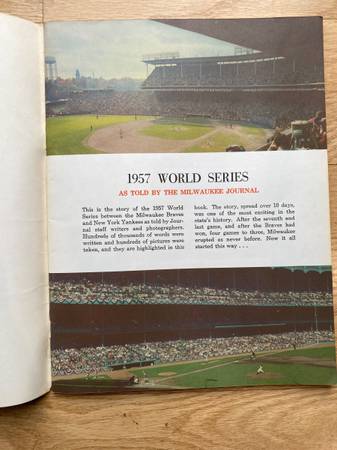 1957 WORLD SERIES
AS TOLD BY THE MILWAUKEE JOURNAL
This is the story of the 1957 World
Series between the Milwaukee Braves
and New York Yankees as told by Jour-
nal staff writers and photographers.
Hundreds of thousands of words were
written and hundreds of pictures were
taken, and they are highlighted in this
book. The story, spread over 10 days,
was one of the most exciting in the
state's history. After the seventh and
last game, and after the Braves had
won, four games to three, Milwaukee
erupted as never before. Now it all
started this way . . .